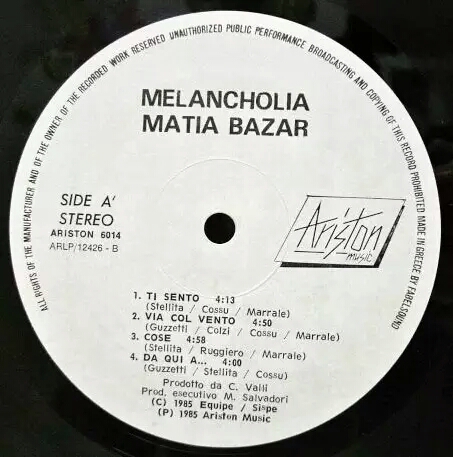 ALL RIGHTS OF THE MANUFACTURER AND OF THE OWNER OF THE RECORDED WORK RESERVED UNAUTHORIZED PUBLIC PERFORMANCE BROADCASTING AND COPYING OF THIS RECORD PROHIBITED MADE IN GREECE BY FABELSOUND
MELANCHOLIA
MATIA BAZAR
SIDE A'
STEREO
ARISTON 6014
ARLP/12426 - B
Ariston
music
1. TI SENTO 4:13
(Stellita / Cossu / Marrale)
2. VIA COL VENTO 4:50
(Guzzetti / Colzi / Cossu / Marrale)
3. COSE 4:58
(Stellita / Ruggiero / Marrale)
4. DA QUI A... 4:00
(Guzzetti / Stellita / Cossu)
Prodotto da C. Valli
Prod. esecutivo M. Salvadori
(C) 1985 Equipe / Sispe
(P) 1985 Ariston Music